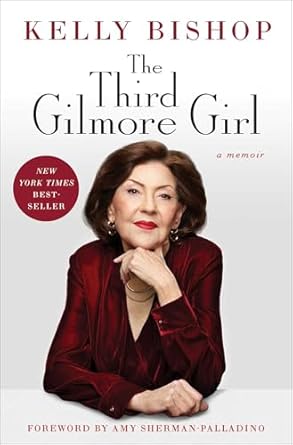 KELLY BISHOP
The
Third
Gilmore Girl
a memoir
NEW
YORK TIMES
BEST-
SELLER
FOREWORD BY AMY SHERMAN-PALLADINO